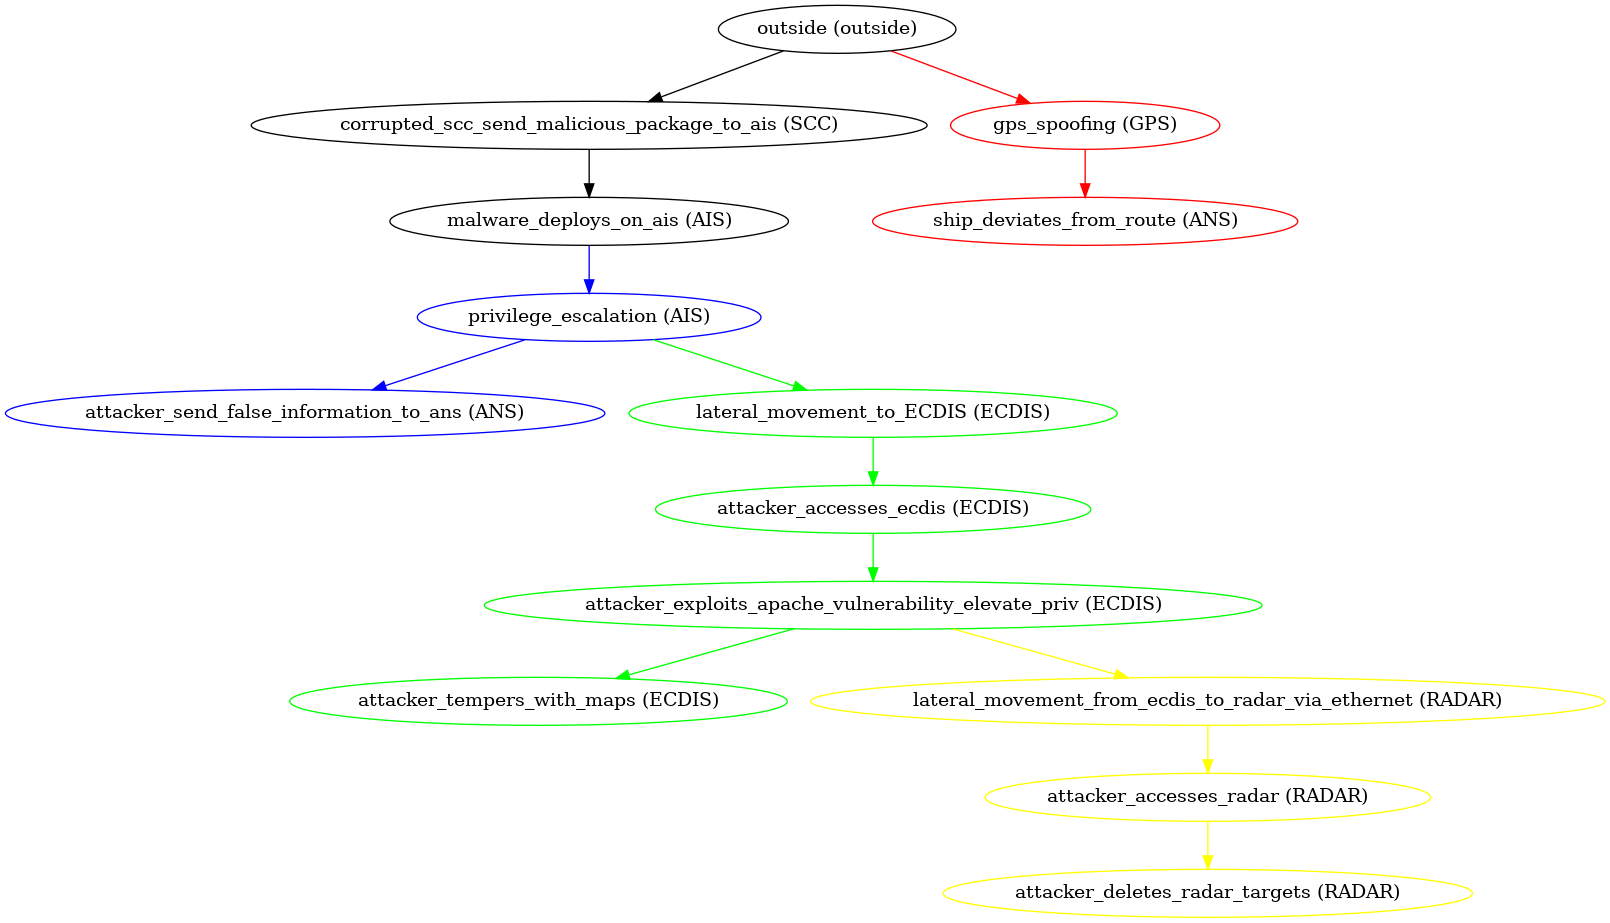 outside (outside)
corrupted_scc_send_malicious_package_to_ais (SCC)
gps_spoofing (GPS)
malware_deploys_on_ais (AIS)
ship_deviates_from_route (ANS)
privilege_escalation (AIS)
attacker_send_false_information_to_ans (ANS)
lateral_movement_to_ECDIS (ECDIS)
attacker_accesses_ecdis (ECDIS)
attacker_exploits_apache_vulnerability_elevate_priv (ECDIS)
attacker_tempers_with_maps (ECDIS)
lateral_movement_from_ecdis_to_radar_via_ethernet (RADAR)
attacker_accesses_radar (RADAR)
attacker_deletes_radar_targets (RADAR)